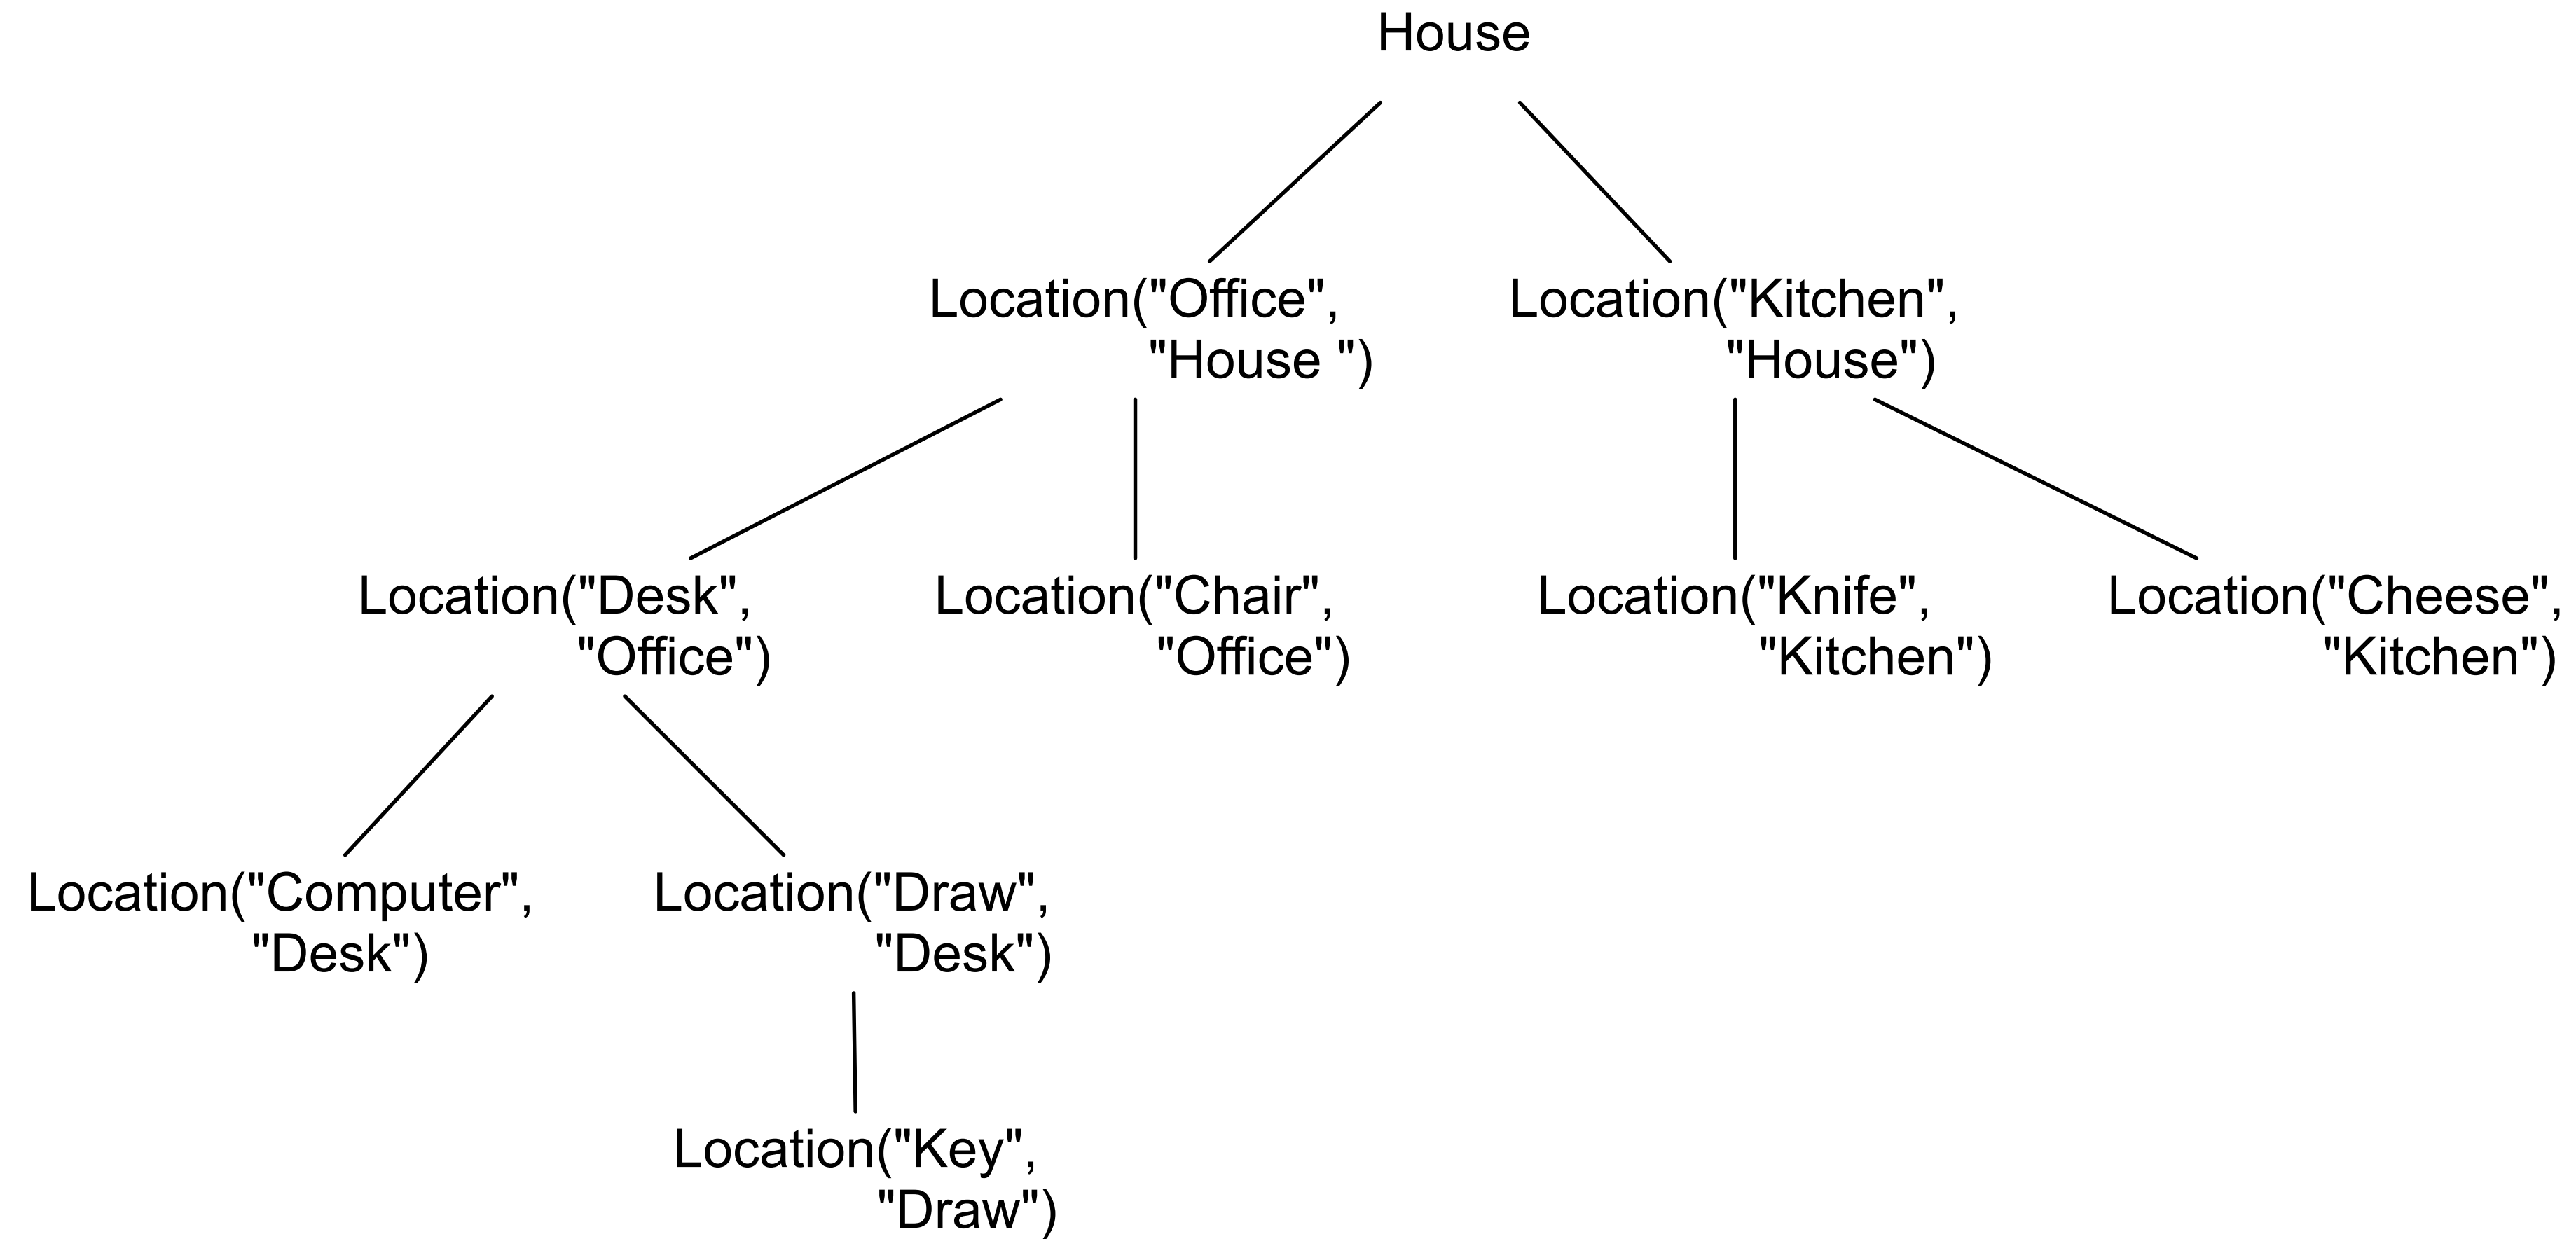 House
Location("Office",
"House ")
Location("Kitchen",
"House")
Location("Desk",
"Office")
Location("Chair",
"Office")
Location("Knife",
"Kitchen")
Location("Cheese",
"Kitchen")
Location("Computer",
"Desk")
Location("Draw",
"Desk")
Location("Key",
"Draw")